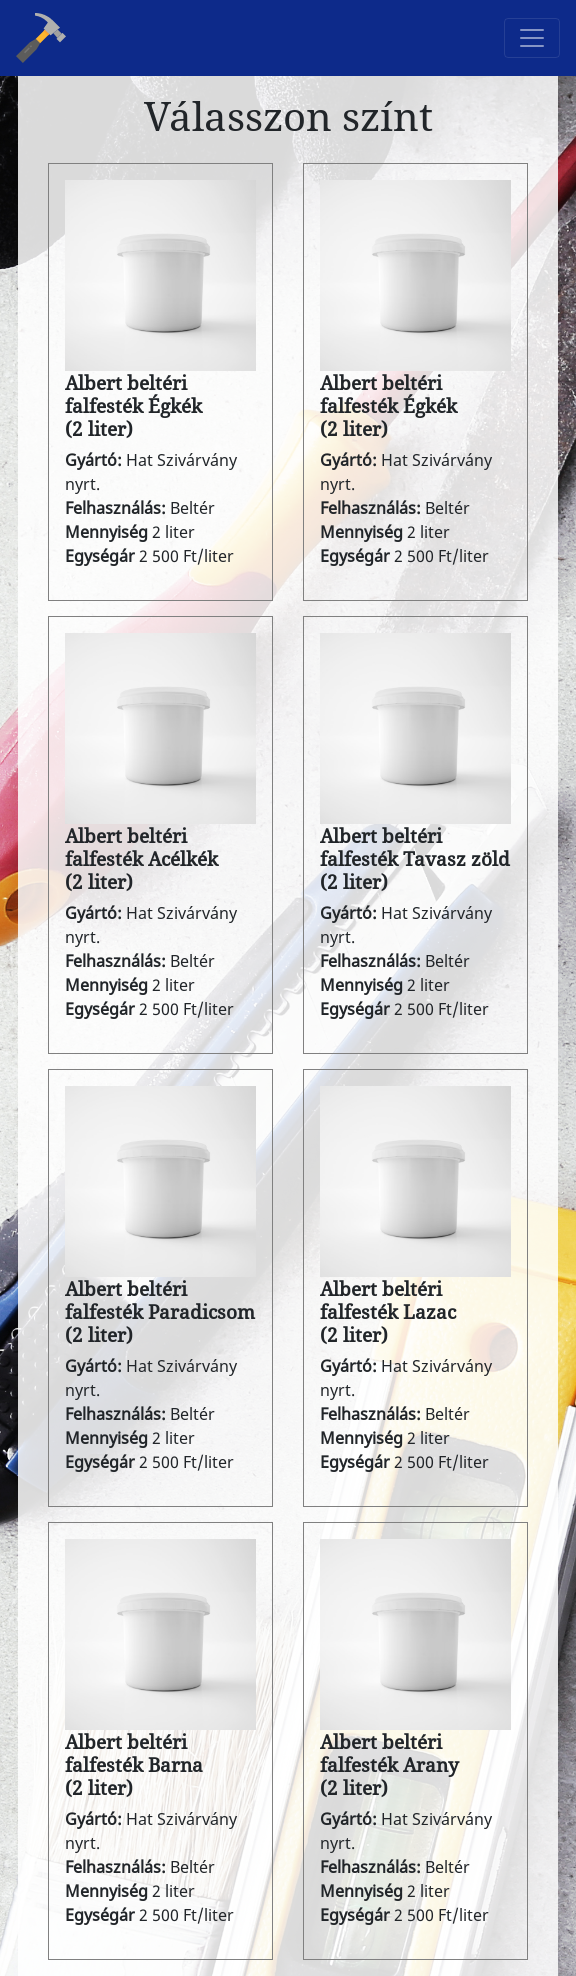 Válasszon színt
Albert beltéri
falfesték Égkék
(2 liter)
Gyártó: Hat Szivárvány
nyrt.
Felhasználás: Beltér
Mennyiség 2 liter
Egységár 2 500 Ft/liter
Albert beltéri
falfesték Égkék
(2 liter)
Gyártó: Hat Szivárvány
nyrt.
Felhasználás: Beltér
Mennyiség 2 liter
Egységár 2 500 Ft/liter
Albert beltéri
falfesték Acélkék
(2 liter)
Gyártó: Hat Szivárvány
nyrt.
Felhasználás: Beltér
Mennyiség 2 liter
Egységár 2 500 Ft/liter
Albert beltéri
falfesték Tavasz zöld
(2 liter)
Gyártó: Hat Szivárvány
nyrt.
Felhasználás: Beltér
Mennyiség 2 liter
Egységár 2 500 Ft/liter
Albert beltéri
falfesték Paradicsom
(2 liter)
Gyártó: Hat Szivárvány
nyrt.
Felhasználás: Beltér
Mennyiség 2 liter
Egységár 2 500 Ft/liter
Albert beltéri
falfesték Lazac
(2 liter)
Gyártó: Hat Szivárvány
nyrt.
Felhasználás: Beltér
Mennyiség 2 liter
Egységár 2 500 Ft/liter
Albert beltéri
falfesték Barna
(2 liter)
Gyártó: Hat Szivárvány
nyrt.
Felhasználás: Beltér
Mennyiség 2 liter
Egységár 2 500 Ft/liter
Albert beltéri
falfesték Arany
(2 liter)
Gyártó: Hat Szivárvány
nyrt.
Felhasználás: Beltér
Mennyiség 2 liter
Egységár 2 500 Ft/liter